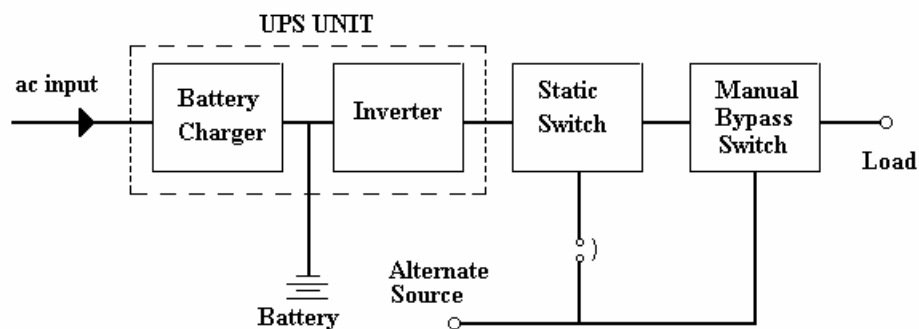 UPS UNIT
ac input
Battery
Charger
Inverter
Static
Switch
Manual
Bypass
Switch
Load
Alternate
Source
Battery